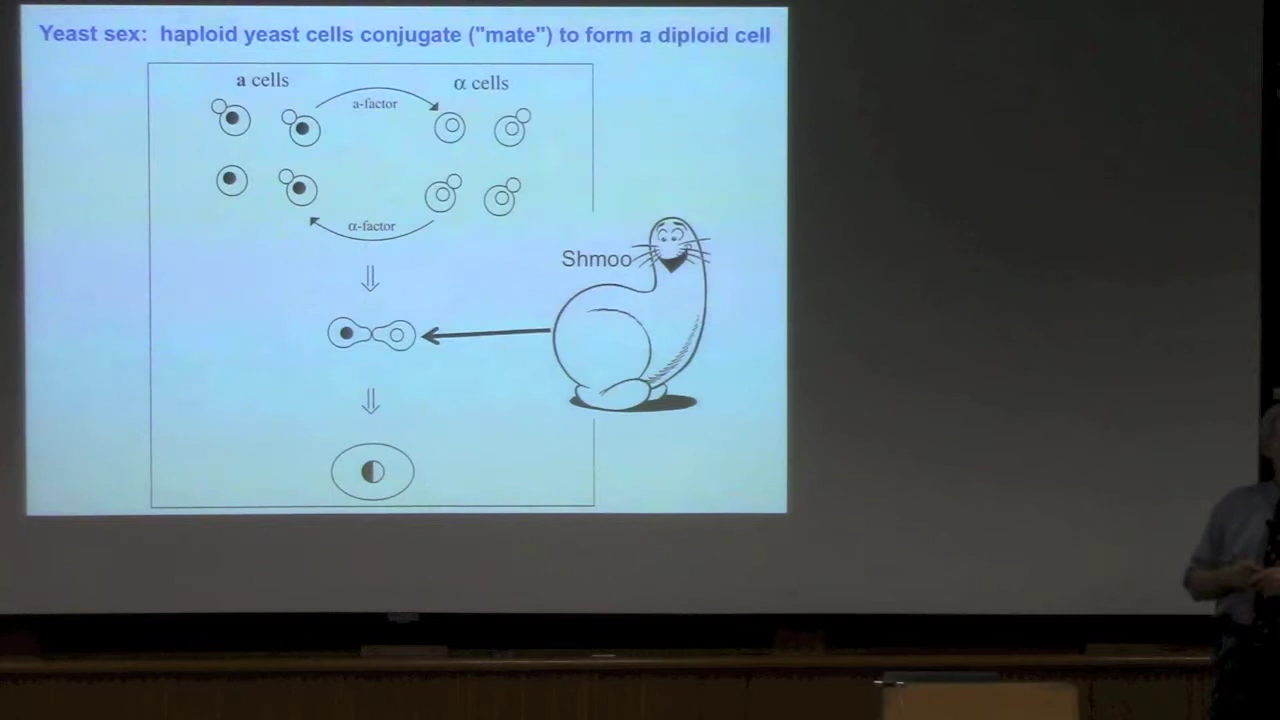 Yeast sex: haploid yeast cells conjugate ("mate") to form a diploid cell
a cells
α cells
a-factor
α-factor
Shmoo